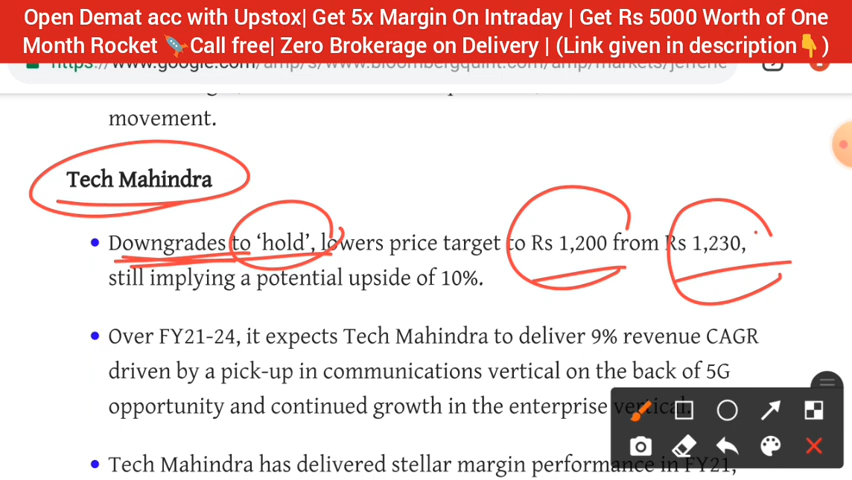 Open Demat acc with Upstox| Get 5x Margin On Intraday | Get Rs 5000 Worth of One
Month Rocket 🚀Call free| Zero Brokerage on Delivery | (Link given in description👇)
movement.
Tech Mahindra
• Downgrades to ‘hold’, lowers price target to Rs 1,200 from Rs 1,230,
still implying a potential upside of 10%.
• Over FY21-24, it expects Tech Mahindra to deliver 9% revenue CAGR
driven by a pick-up in communications vertical on the back of 5G
opportunity and continued growth in the enterprise vertical.
• Tech Mahindra has delivered stellar margin performance in FY21,